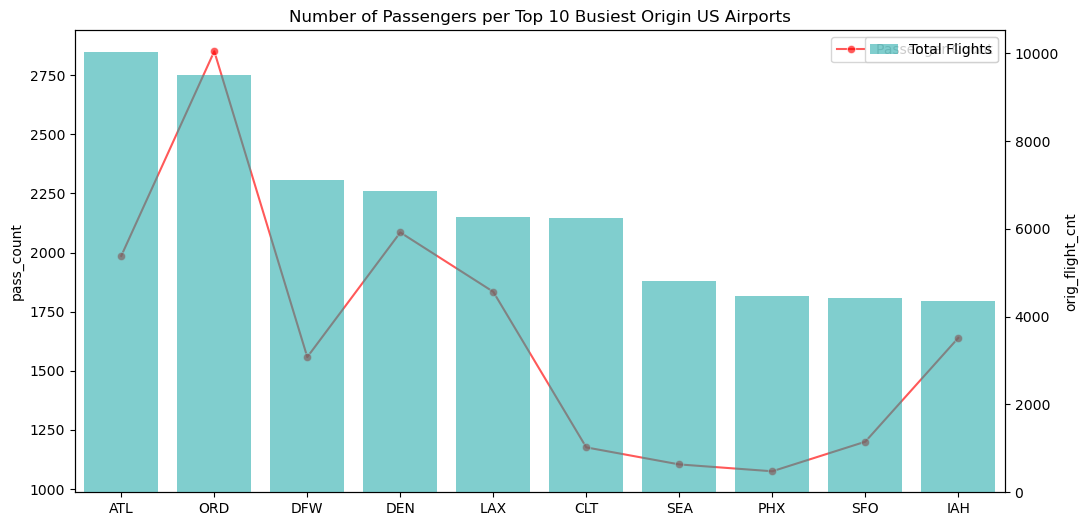 Number of Passengers per Top 10 Busiest Origin US Airports
Total Flights
pass_count
2750
2500
2250
2000
1750
1500
1250
1000
10000
8000
6000
4000
2000
0
orig_flight_cnt
ATL ORD DFW DEN LAX CLT SEA PHX SFO IAH